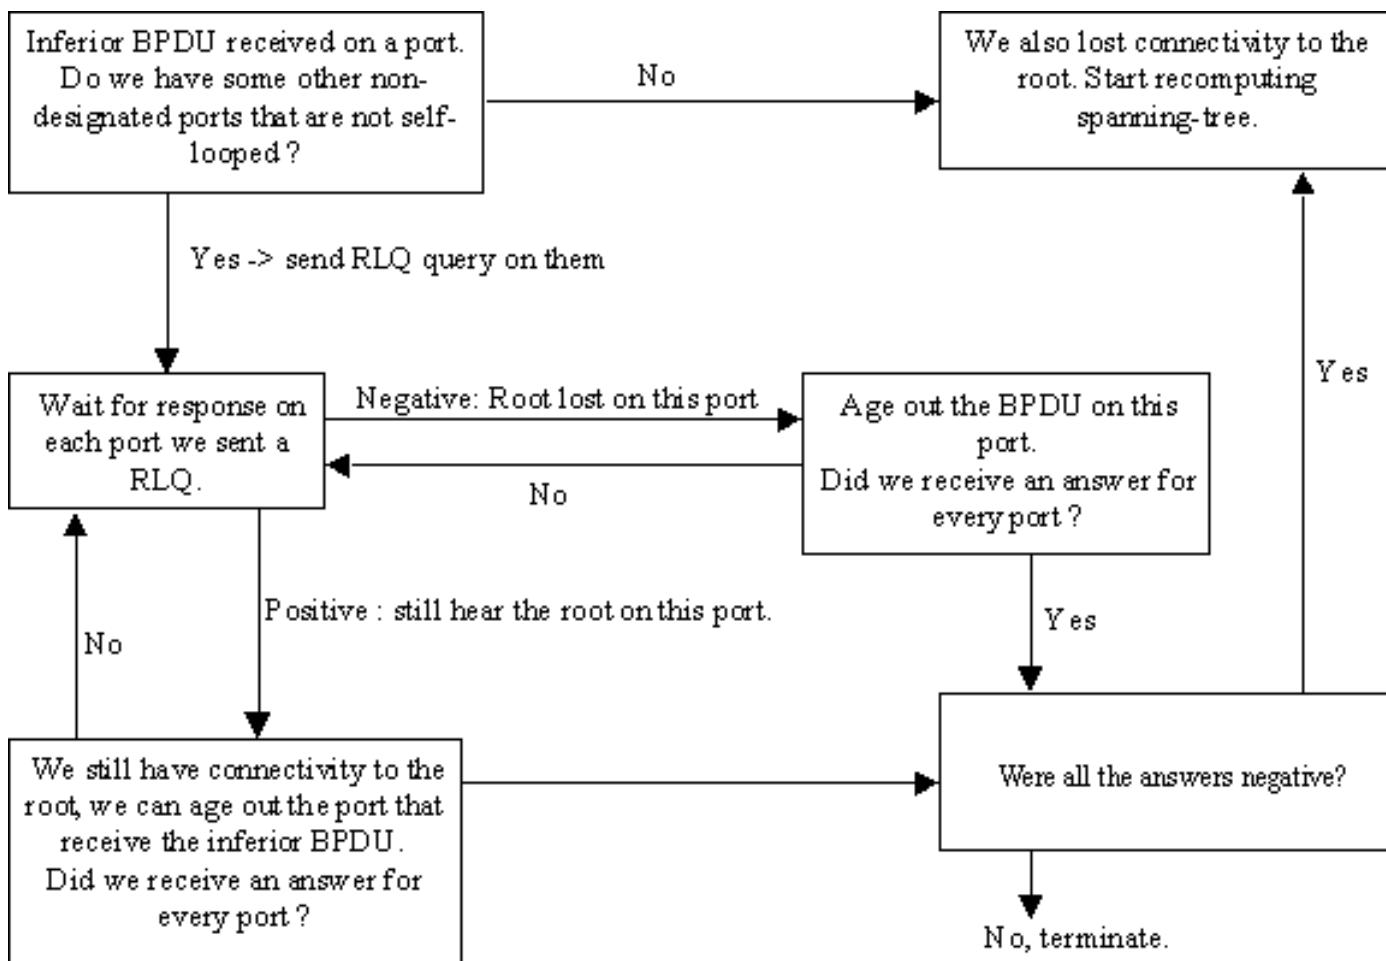 Inferior BPDU received on a port.
Do we have some other non-
designated ports that are not self-
looped ?
No
We also lost connectivity to the
root. Start recomputing
spanning-tree.
Yes -> send RLQ query on them
Wait for response on
each port we sent a
RLQ.
Negative: Root lost on this port
No
Age out the BPDU on this
port.
Did we receive an answer for
every port ?
Yes
No
Positive : still hear the root on this port.
Yes
We still have connectivity to the
root, we can age out the port that
receive the inferior BPDU.
Did we receive an answer for
every port ?
Were all the answers negative?
No, terminate.